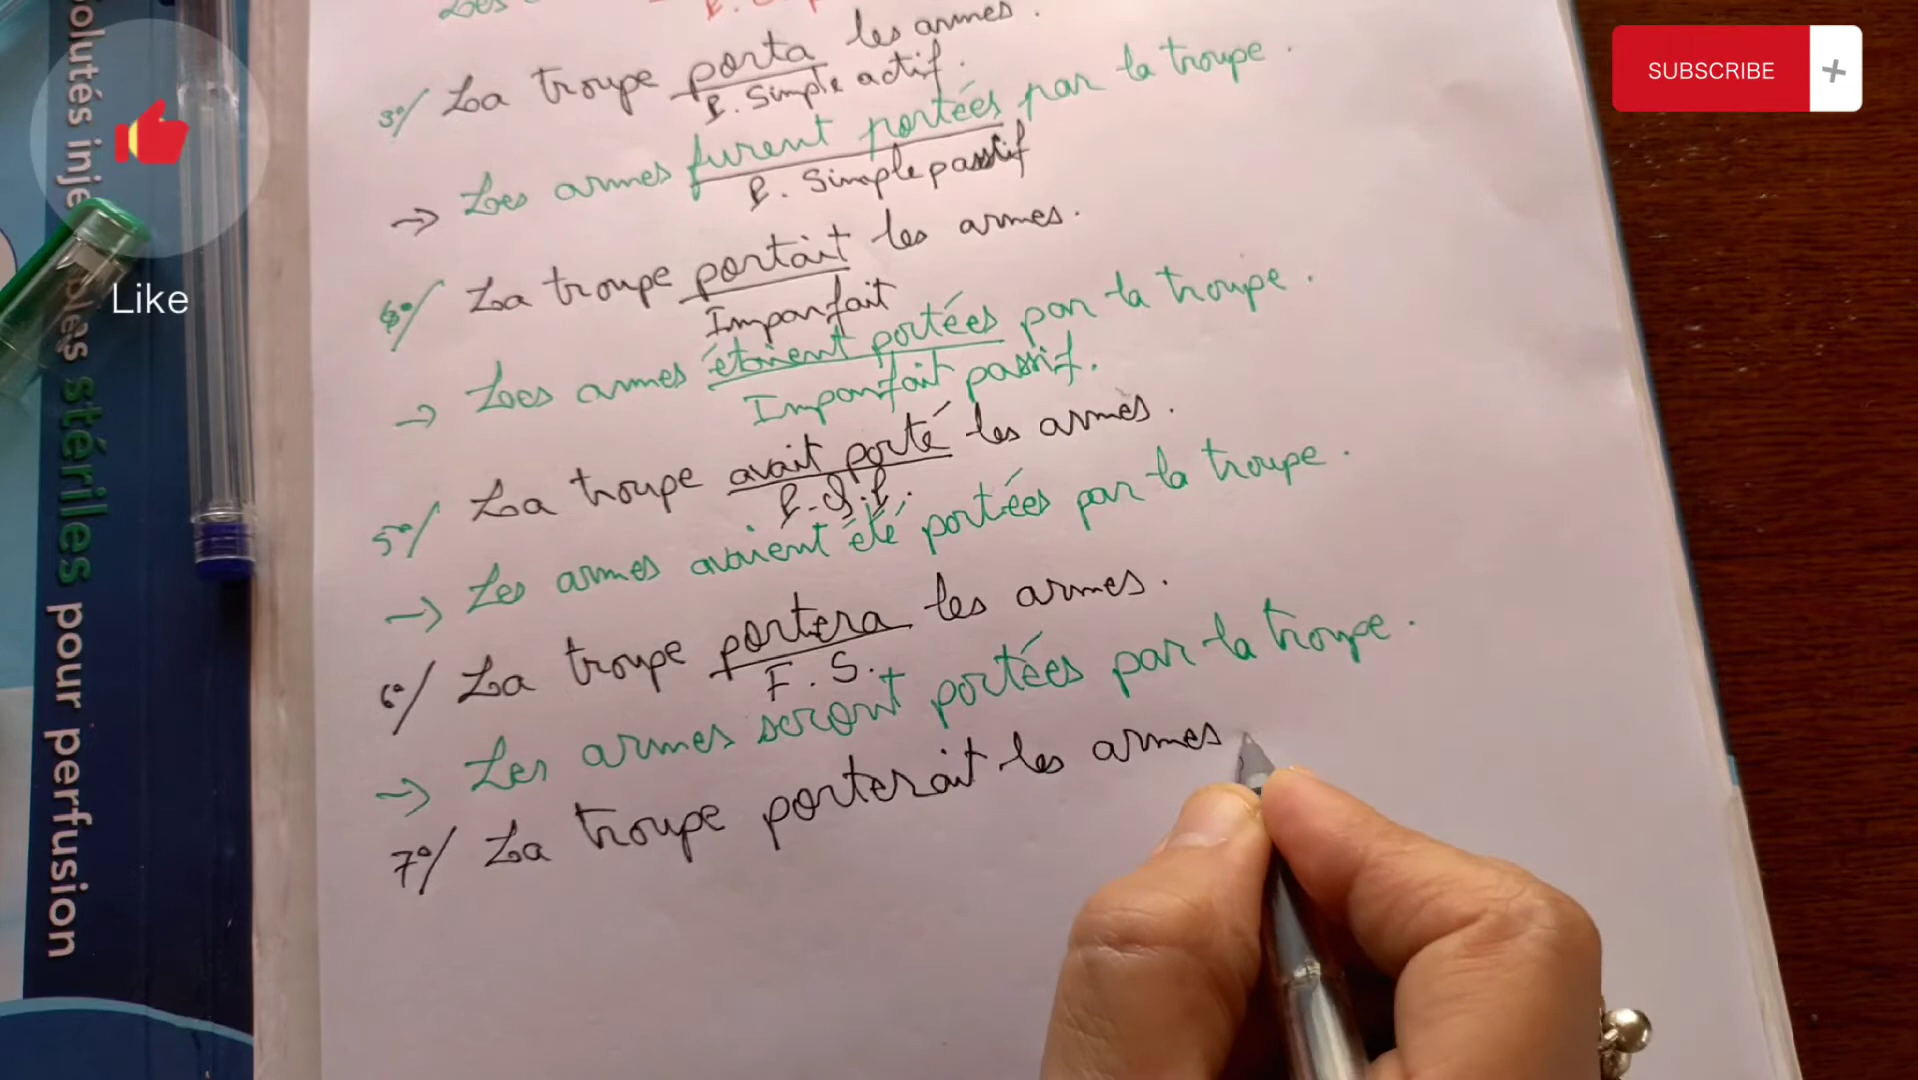 Les
3°/ La troupe porta les armes.
P. Simple actif.
→ Les armes furent portées par la troupe.
P. Simple passif
4°/ La troupe portait les armes.
Imparfait
→ Les armes étaient portées par la troupe.
Imparfait passif.
5°/ La troupe avait porté les armes.
P.Q.P.
→ Les armes avaient été portées par la troupe.
6°/ La troupe portera les armes.
F. S.
→ Les armes seront portées par la troupe.
7°/ La troupe porterait les armes
olutés injectables stériles pour perfusion
Like
SUBSCRIBE +